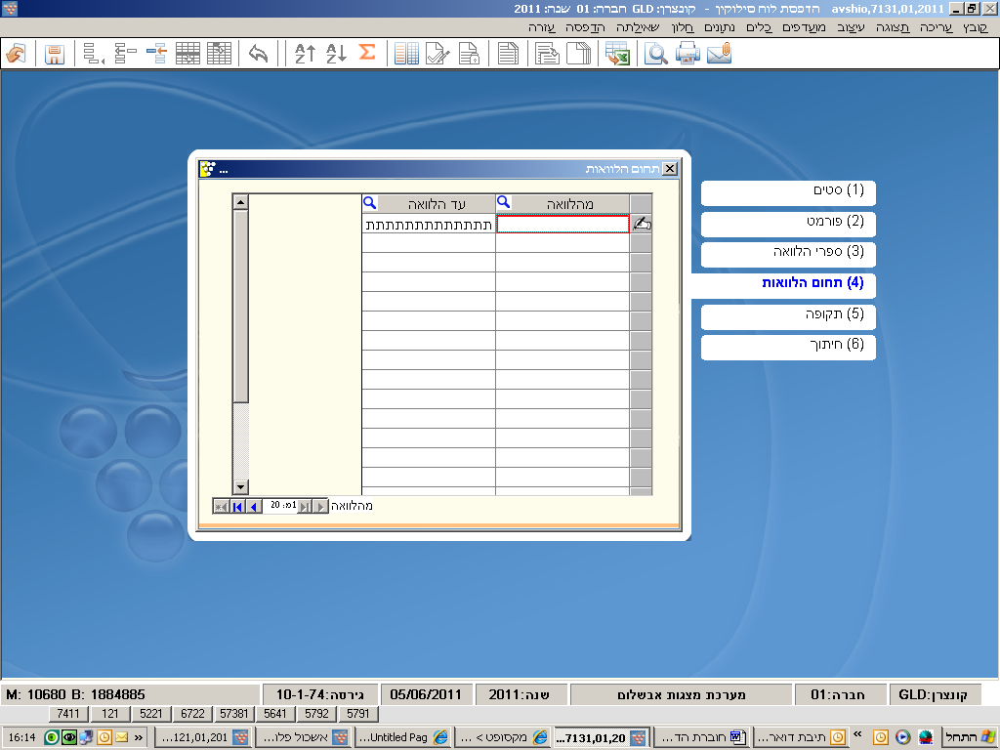 avshio,7131,01,2011 הדפסת לוח סילוקין - קונצרן: GLD חברה: 01 שנה: 2011
קובץ עריכה תצוגה עיצוב מועדפים כלים נתונים חלון שאילתה הדפסה עזרה
תחום הלוואות ...
מהלוואה עד הלוואה
תתתתתתתתתתתתת
מהלוואה 1מ: 20
(1) סטים
(2) פורמט
(3) ספרי הלוואה
(4) תחום הלוואות
(5) תקופה
(6) חיתוך
קונצרן:GLD חברה:01 מערכת מצגות אבשלום שנה:2011 05/06/2011 גירסה:10-1-74 M: 10680 B: 1884885
7411 121 5221 6722 57381 5641 5792 5791
התחל » תיבת דואר... חוברת הד... 7131,01,20... מקסופט > ... Untitled Pag... אשכול פלו... 121,01,201... » 16:14